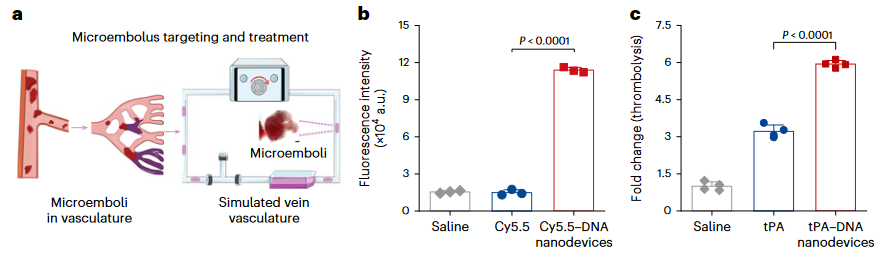 a
Microembolus targeting and treatment
Microemboli
Microemboli
in vasculature
Simulated vein
vasculature
b
Fluorescence intensity
(×10⁴ a.u.)
15
12
9
6
3
0
P < 0.0001
Saline
Cy5.5
Cy5.5–DNA
nanodevices
c
Fold change (thrombolysis)
7.5
6
4.5
3
1.5
0
P < 0.0001
Saline
tPA
tPA–DNA
nanodevices